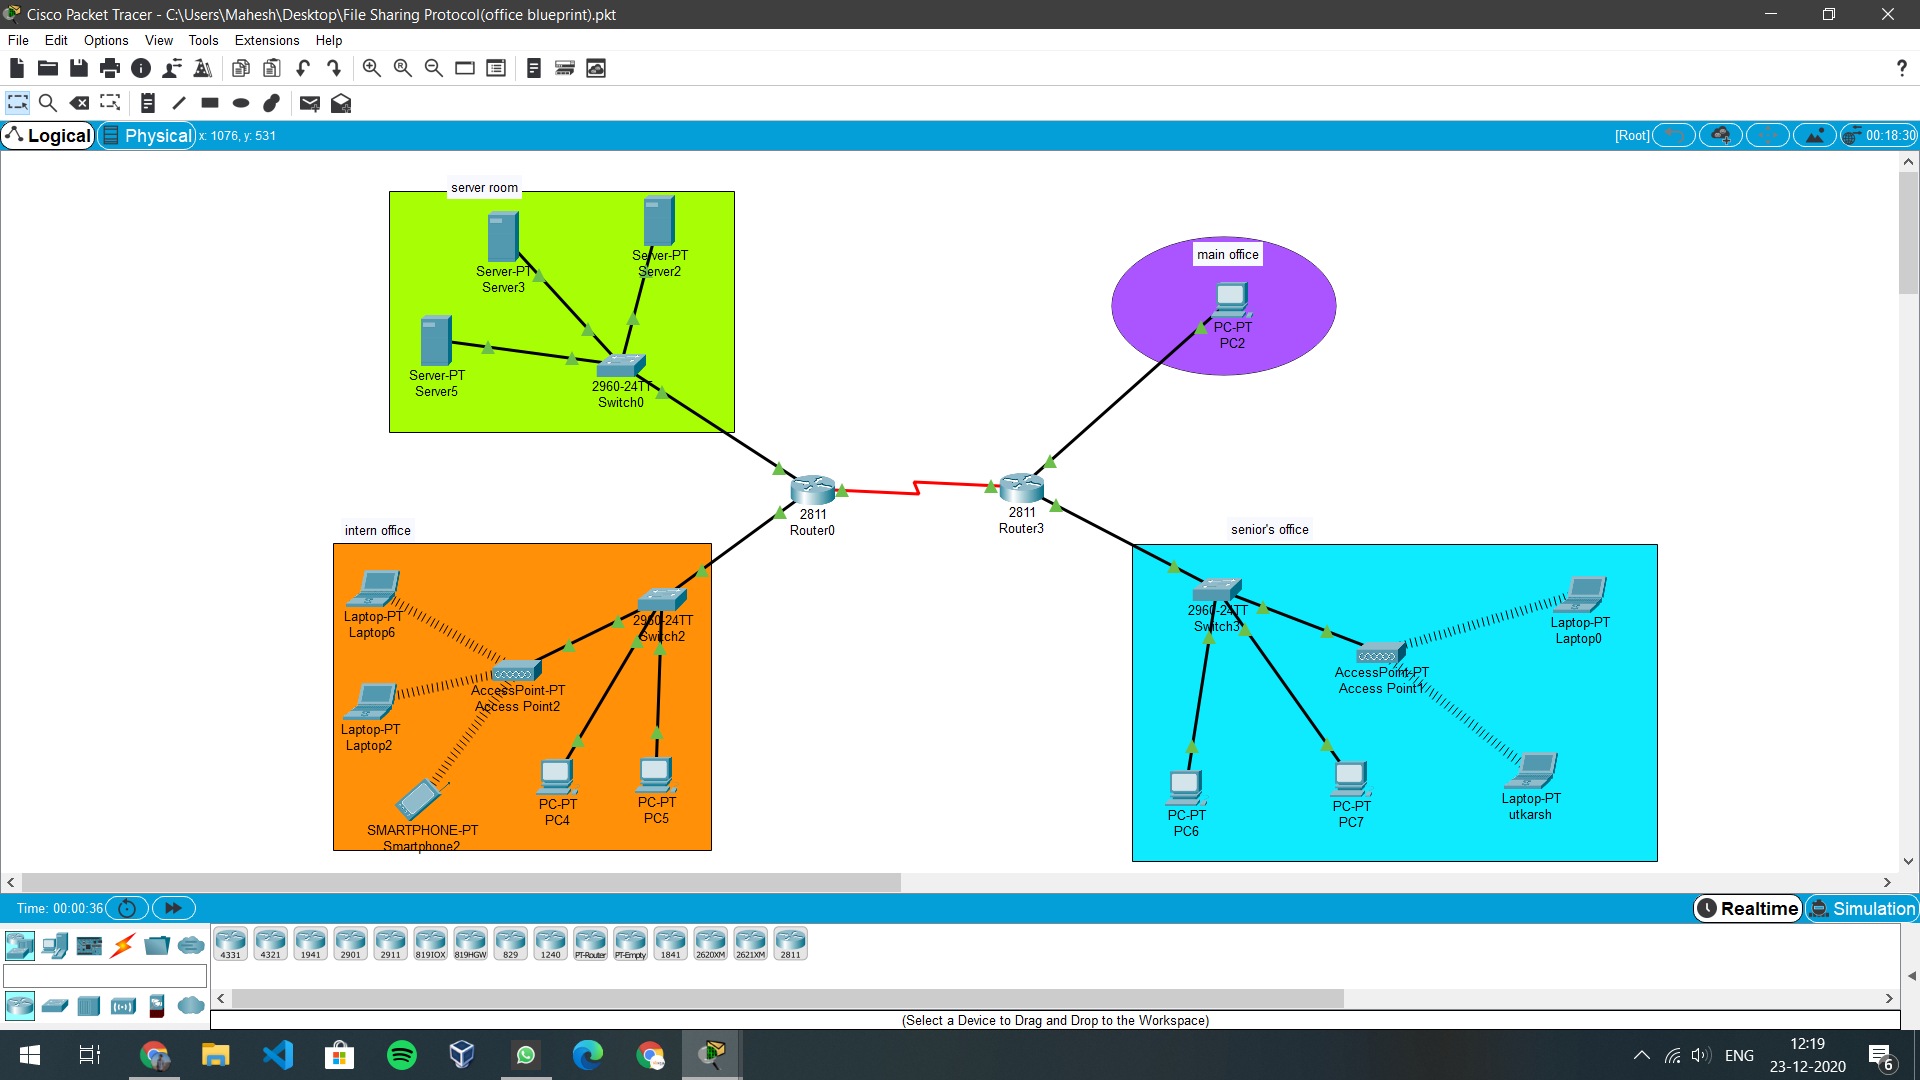 Cisco Packet Tracer - C:\Users\Mahesh\Desktop\File Sharing Protocol(office blueprint).pkt
File Edit Options View Tools Extensions Help
?
Logical Physical x: 1076, y: 531 [Root] 00:18:30
server room
Server-PT
Server3
Server-PT
Server2
Server-PT
Server5
2960-24TT
Switch0
main office
PC-PT
PC2
2811
Router0
2811
Router3
intern office
Laptop-PT
Laptop6
2960-24TT
Switch2
AccessPoint-PT
Access Point2
Laptop-PT
Laptop2
SMARTPHONE-PT
Smartphone2
PC-PT
PC4
PC-PT
PC5
senior's office
2960-24TT
Switch3
Laptop-PT
Laptop0
AccessPoint-PT
Access Point1
Laptop-PT
utkarsh
PC-PT
PC6
PC-PT
PC7
Time: 00:00:36 Realtime Simulation
4331 4321 1941 2901 2911 819IOX 819HGW 829 1240 PT-Router PT-Empty 1841 2620XM 2621XM 2811
(Select a Device to Drag and Drop to the Workspace)
ENG
12:19
23-12-2020
6